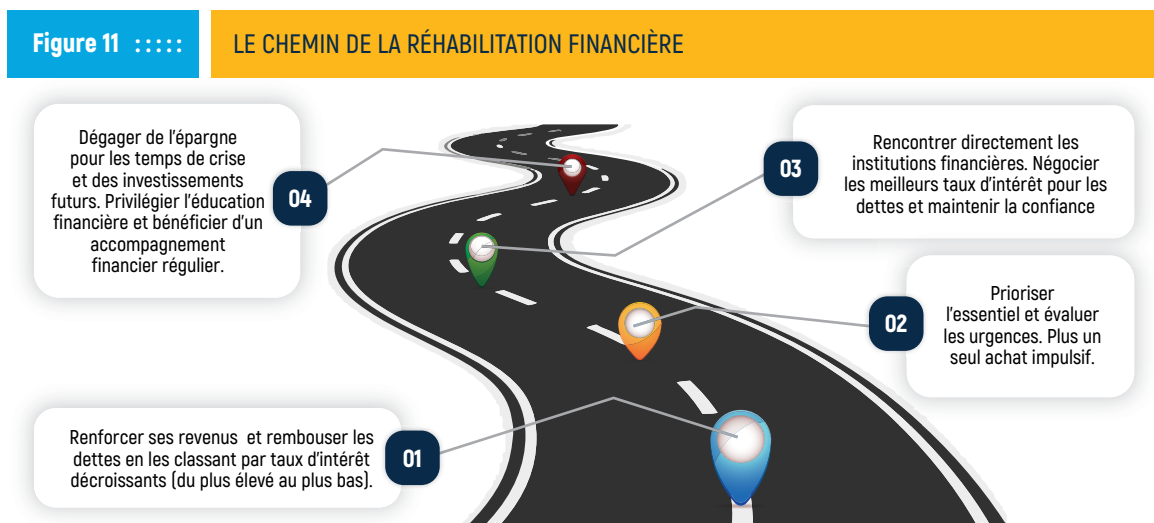 Figure 11 :::::
LE CHEMIN DE LA RÉHABILITATION FINANCIÈRE
Dégager de l'épargne
pour les temps de crise
et des investissements
futurs. Privilégier l'éducation
financière et bénéficier d'un
accompagnement
financier régulier.
04
03
Rencontrer directement les
institutions financières. Négocier
les meilleurs taux d'intérêt pour les
dettes et maintenir la confiance
02
Prioriser
l'essentiel et évaluer
les urgences. Plus un
seul achat impulsif.
Renforcer ses revenus et rembouser les
dettes en les classant par taux d'intérêt
décroissants (du plus élevé au plus bas).
01